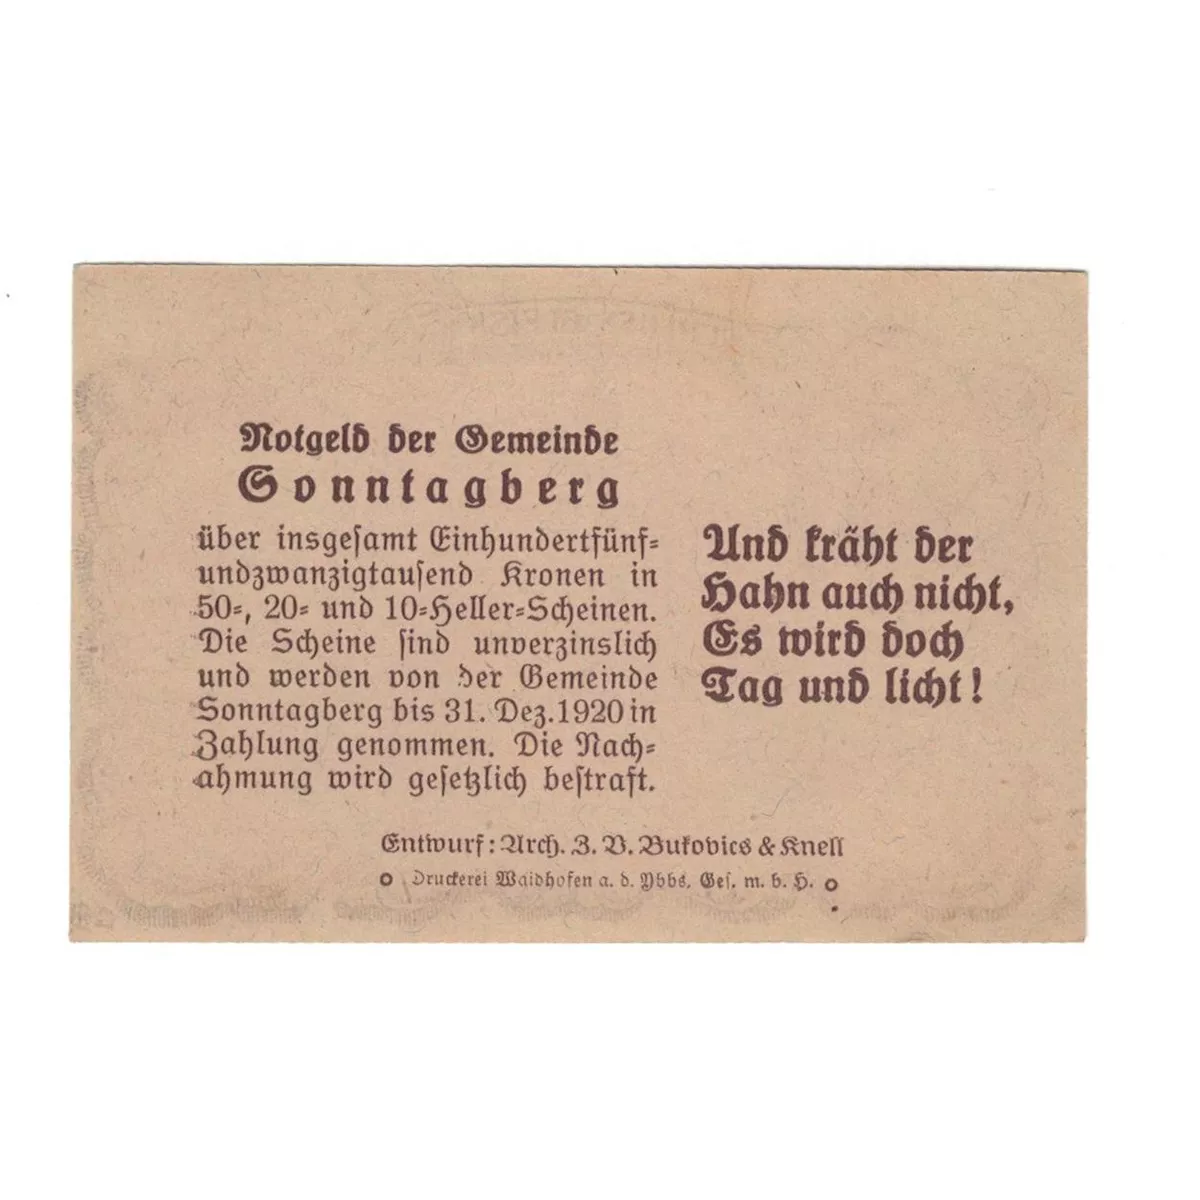 Notgeld der Gemeinde
Sonntagberg
über insgesamt Einhundertfünf-
undzwanzigtausend Kronen in
50-, 20- und 10-Heller-Scheinen.
Die Scheine sind unverzinslich
und werden von der Gemeinde
Sonntagberg bis 31. Dez. 1920 in
Zahlung genommen. Die Nach-
ahmung wird gesetzlich bestraft.
Und kräht der
Hahn auch nicht,
Es wird doch
Tag und licht!
Entwurf: Arch. J. V. Bukovics & Knell
Druckerei Waidhofen a. d. Ybbs, Ges. m. b. H.